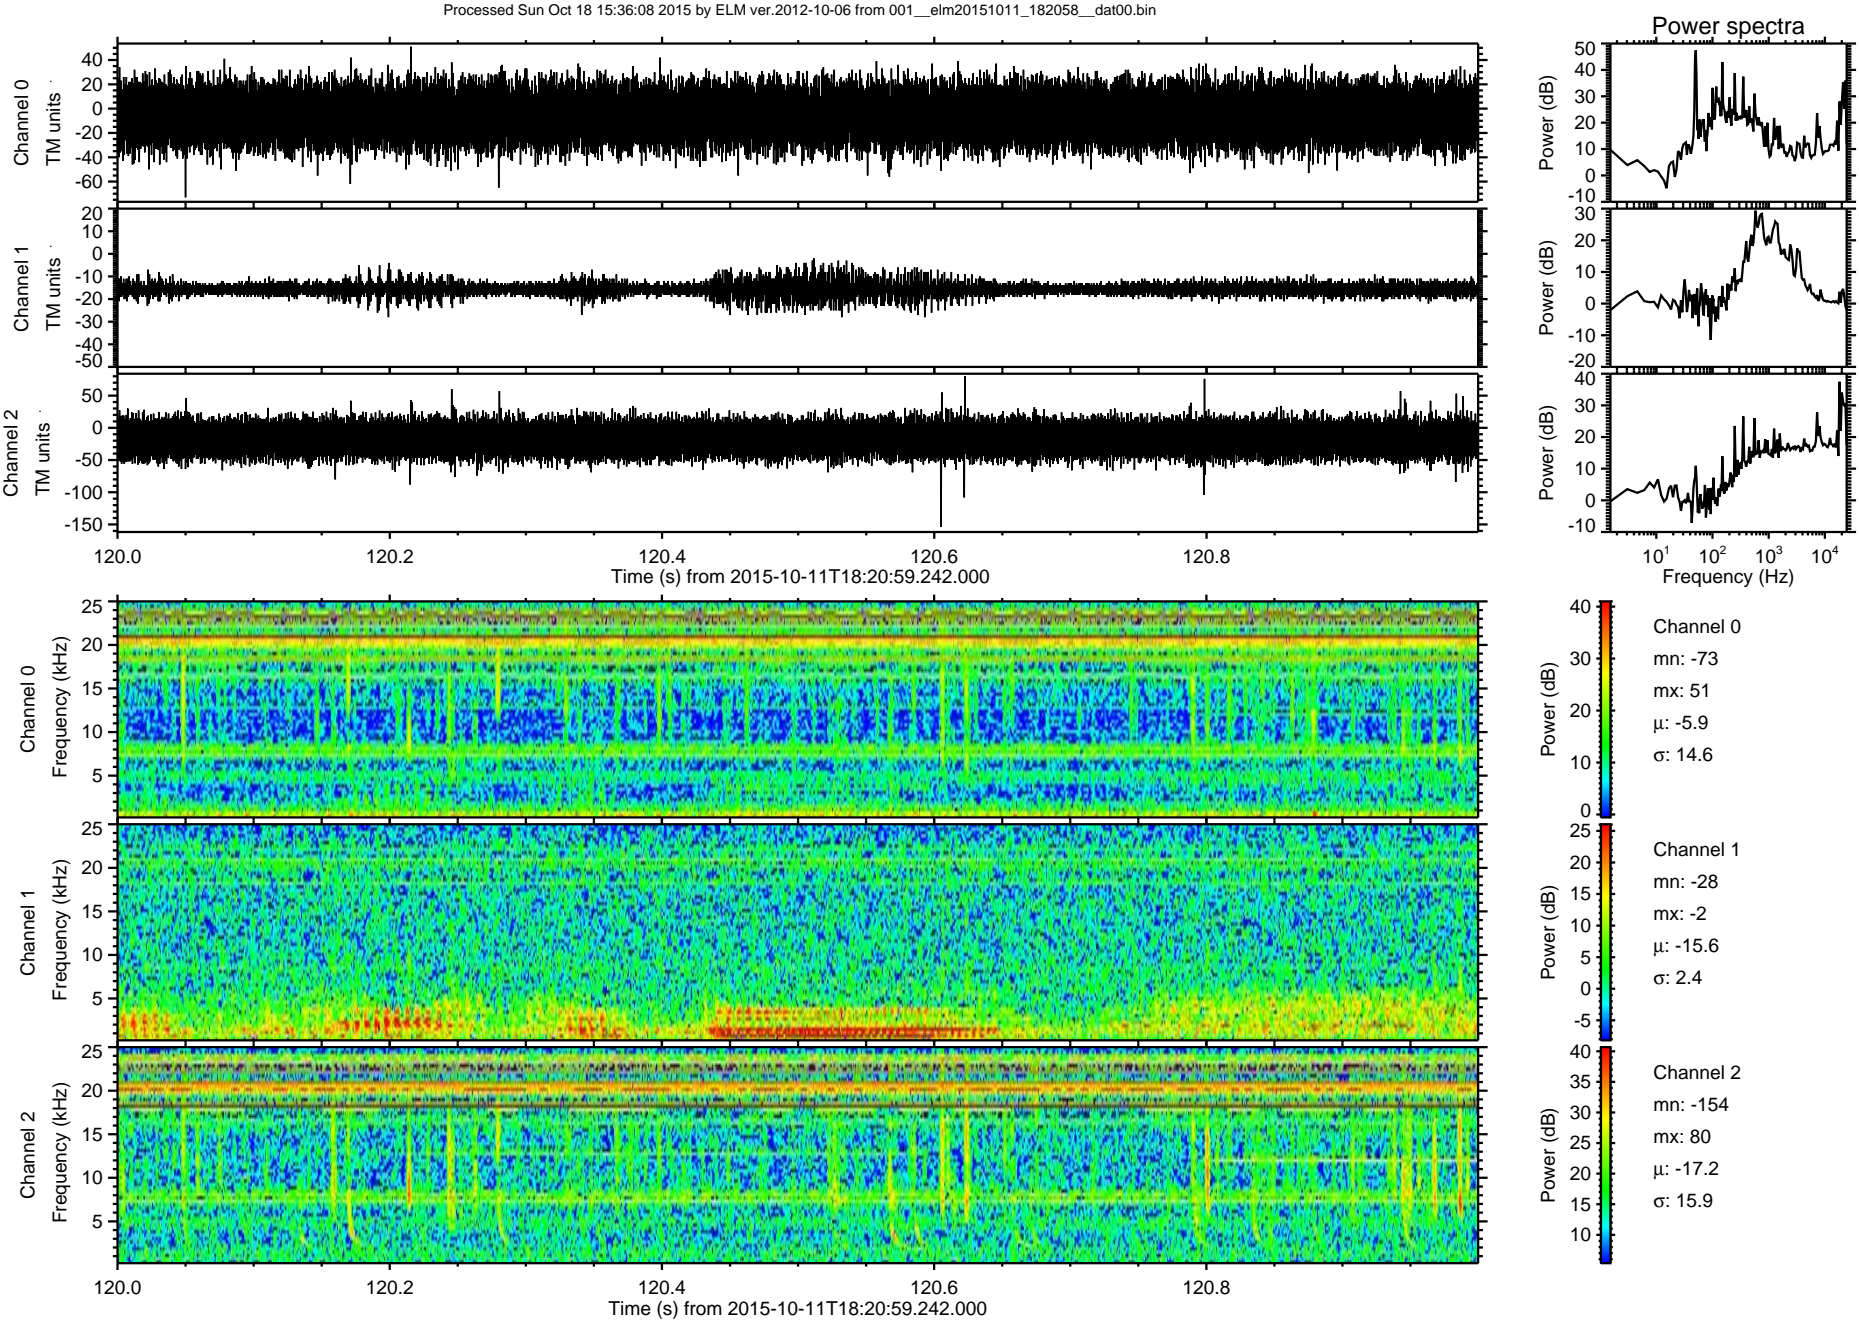 Processed Sun Oct 18 15:36:08 2015 by ELM ver.2012-10-06 from 001__elm20151011_182058__dat00.bin
Power spectra
Channel 0
TM units
40
20
0
-20
-40
-60
Power (dB)
50
40
30
20
10
0
-10
Channel 1
TM units
20
10
0
-10
-20
-30
-40
-50
Power (dB)
30
20
10
0
-10
-20
Channel 2
TM units
50
0
-50
-100
-150
Power (dB)
40
30
20
10
0
-10
120.0 120.2 120.4 120.6 120.8
Time (s) from 2015-10-11T18:20:59.242.000
10¹ 10² 10³ 10⁴
Frequency (Hz)
Channel 0
Frequency (kHz)
25
20
15
10
5
Power (dB)
40
30
20
10
0
Channel 0
mn: -73
mx: 51
μ: -5.9
σ: 14.6
Channel 1
Frequency (kHz)
25
20
15
10
5
Power (dB)
25
20
15
10
5
0
-5
Channel 1
mn: -28
mx: -2
μ: -15.6
σ: 2.4
Channel 2
Frequency (kHz)
25
20
15
10
5
Power (dB)
40
35
30
25
20
15
10
Channel 2
mn: -154
mx: 80
μ: -17.2
σ: 15.9
120.0 120.2 120.4 120.6 120.8
Time (s) from 2015-10-11T18:20:59.242.000